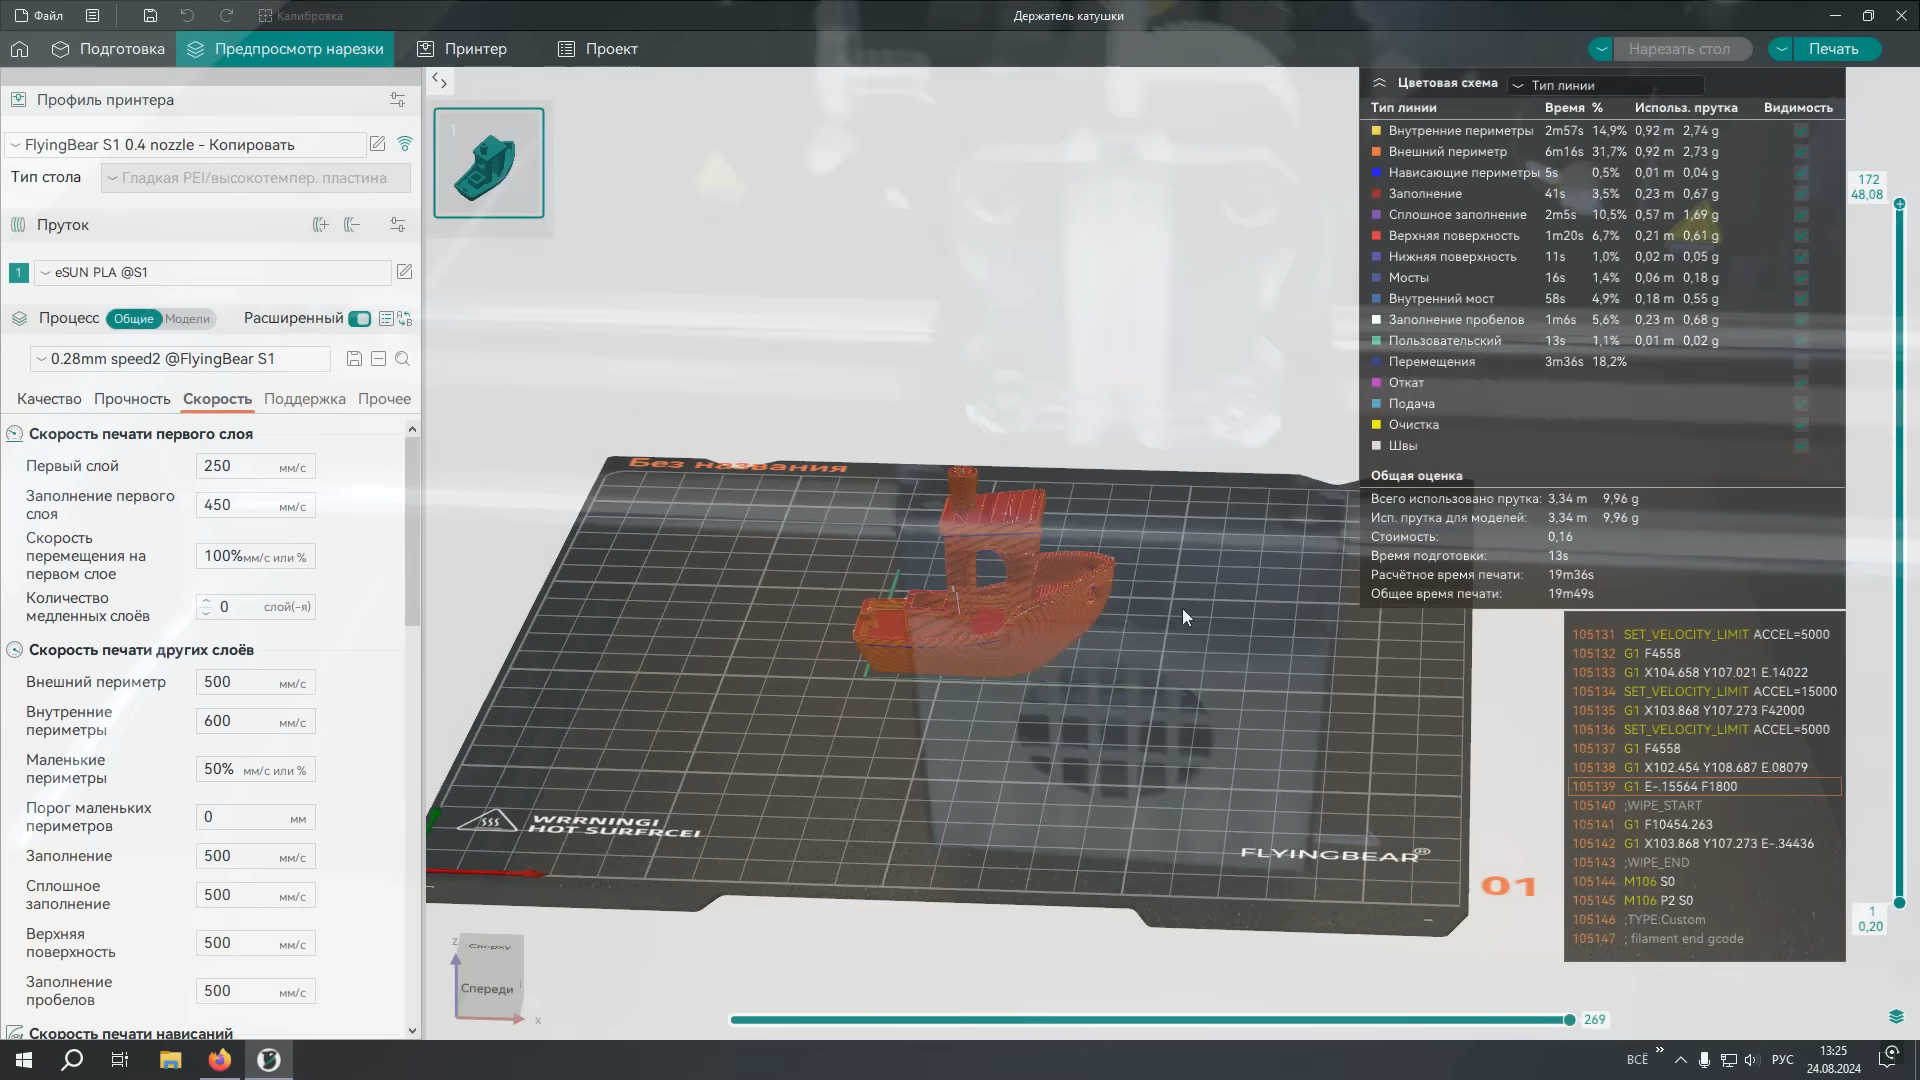 Файл
Калибровка
Держатель катушки
Подготовка
Предпросмотр нарезки
Принтер
Проект
Нарезать стол
Печать
Профиль принтера
FlyingBear S1 0.4 nozzle - Копировать
Тип стола
Гладкая PEI/высокотемпер. пластина
Пруток
1
eSUN PLA @S1
Процесс
Общие
Модели
Расширенный
0.28mm speed2 @FlyingBear S1
Качество
Прочность
Скорость
Поддержка
Прочее
Скорость печати первого слоя
Первый слой
250 мм/с
Заполнение первого
слоя
450 мм/с
Скорость
перемещения на
первом слое
100% мм/с или %
Количество
медленных слоёв
0 слой(-я)
Скорость печати других слоёв
Внешний периметр
500 мм/с
Внутренние
периметры
600 мм/с
Маленькие
периметры
50% мм/с или %
Порог маленьких
периметров
0 мм
Заполнение
500 мм/с
Сплошное
заполнение
500 мм/с
Верхняя
поверхность
500 мм/с
Заполнение
пробелов
500 мм/с
Скорость печати нависаний
1
Без названия
WRRNING!
HOT SURFRCE!
FLYINGBEAR®
01
Сверху
Спереди
z
x
269
Цветовая схема
Тип линии
Тип линии Время % Использ. прутка Видимость
Внутренние периметры 2m57s 14,9% 0,92 m 2,74 g
Внешний периметр 6m16s 31,7% 0,92 m 2,73 g
Нависающие периметры 5s 0,5% 0,01 m 0,04 g
Заполнение 41s 3,5% 0,23 m 0,67 g
Сплошное заполнение 2m5s 10,5% 0,57 m 1,69 g
Верхняя поверхность 1m20s 6,7% 0,21 m 0,61 g
Нижняя поверхность 11s 1,0% 0,02 m 0,05 g
Мосты 16s 1,4% 0,06 m 0,18 g
Внутренний мост 58s 4,9% 0,18 m 0,55 g
Заполнение пробелов 1m6s 5,6% 0,23 m 0,68 g
Пользовательский 13s 1,1% 0,01 m 0,02 g
Перемещения 3m36s 18,2%
Откат
Подача
Очистка
Швы
Общая оценка
Всего использовано прутка: 3,34 m 9,96 g
Исп. прутка для моделей: 3,34 m 9,96 g
Стоимость: 0,16
Время подготовки: 13s
Расчётное время печати: 19m36s
Общее время печати: 19m49s
172
48,08
105131 SET_VELOCITY_LIMIT ACCEL=5000
105132 G1 F4558
105133 G1 X104.658 Y107.021 E.14022
105134 SET_VELOCITY_LIMIT ACCEL=15000
105135 G1 X103.868 Y107.273 F42000
105136 SET_VELOCITY_LIMIT ACCEL=5000
105137 G1 F4558
105138 G1 X102.454 Y108.687 E.08079
105139 G1 E-.15564 F1800
105140 ;WIPE_START
105141 G1 F10454.263
105142 G1 X103.868 Y107.273 E-.34436
105143 ;WIPE_END
105144 M106 S0
105145 M106 P2 S0
105146 ;TYPE:Custom
105147 ; filament end gcode
1
0,20
ВСЁ
РУС
13:25
24.08.2024